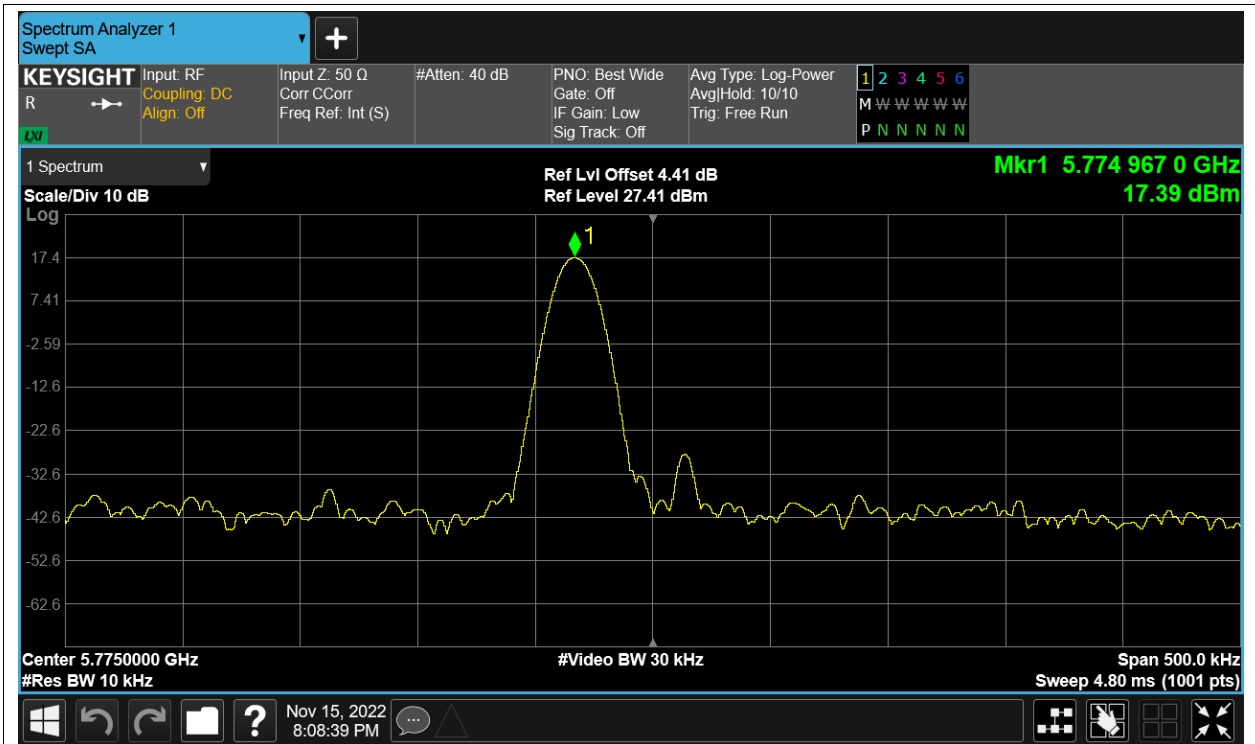 Spectrum Analyzer 1
Swept SA
KEYSIGHT
R
LXI
Input: RF
Coupling: DC
Align: Off
Input Z: 50 Ω
Corr CCorr
Freq Ref: Int (S)
#Atten: 40 dB
PNO: Best Wide
Gate: Off
IF Gain: Low
Sig Track: Off
Avg Type: Log-Power
Avg|Hold: 10/10
Trig: Free Run
1 2 3 4 5 6
M W W W W W
P N N N N N
1 Spectrum
Scale/Div 10 dB
Log
Ref Lvl Offset 4.41 dB
Ref Level 27.41 dBm
Mkr1 5.774 967 0 GHz
17.39 dBm
1
17.4
7.41
-2.59
-12.6
-22.6
-32.6
-42.6
-52.6
-62.6
Center 5.7750000 GHz
#Video BW 30 kHz
Span 500.0 kHz
#Res BW 10 kHz
Sweep 4.80 ms (1001 pts)
?
Nov 15, 2022
8:08:39 PM